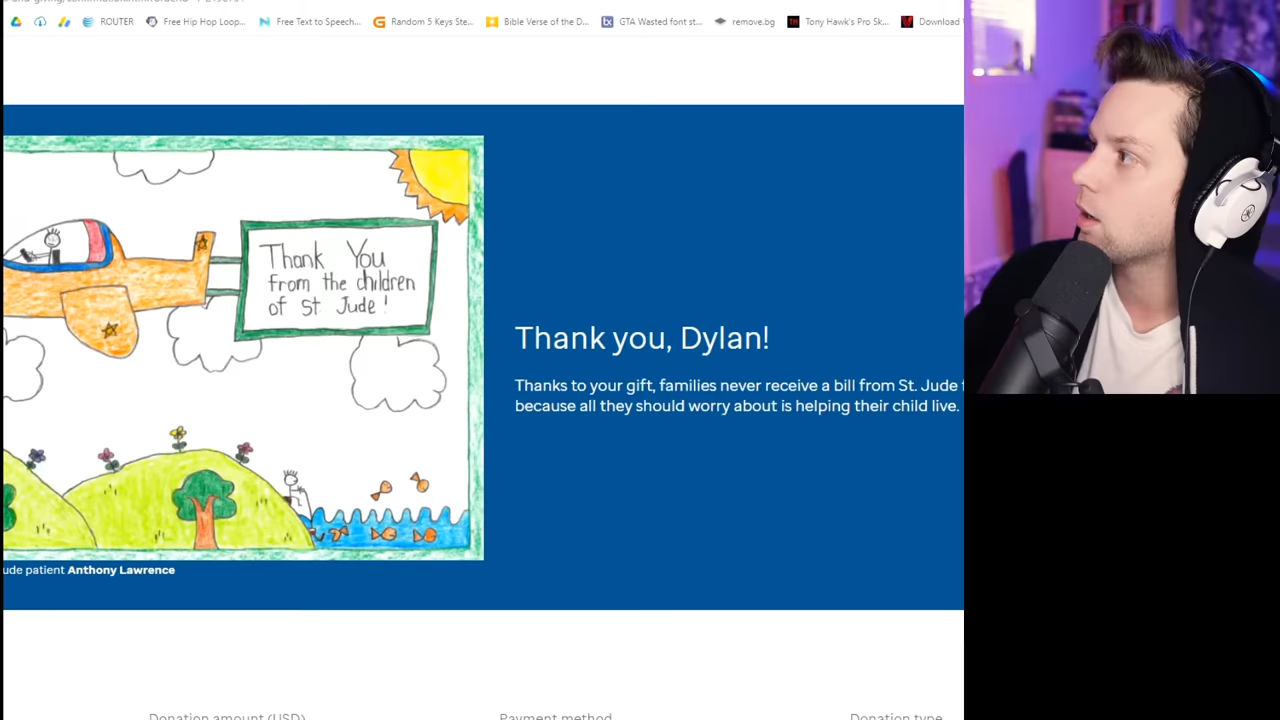 ROUTER
Free Hip Hop Loop...
Free Text to Speech...
Random 5 Keys Ste...
Bible Verse of the D...
GTA Wasted font st...
remove.bg
Tony Hawk's Pro Sk...
Download
Thank You
from the children
of St Jude!
Thank you, Dylan!
Thanks to your gift, families never receive a bill from St. Jude
because all they should worry about is helping their child live.
ude patient Anthony Lawrence
Donation amount (USD)
Payment method
Donation type